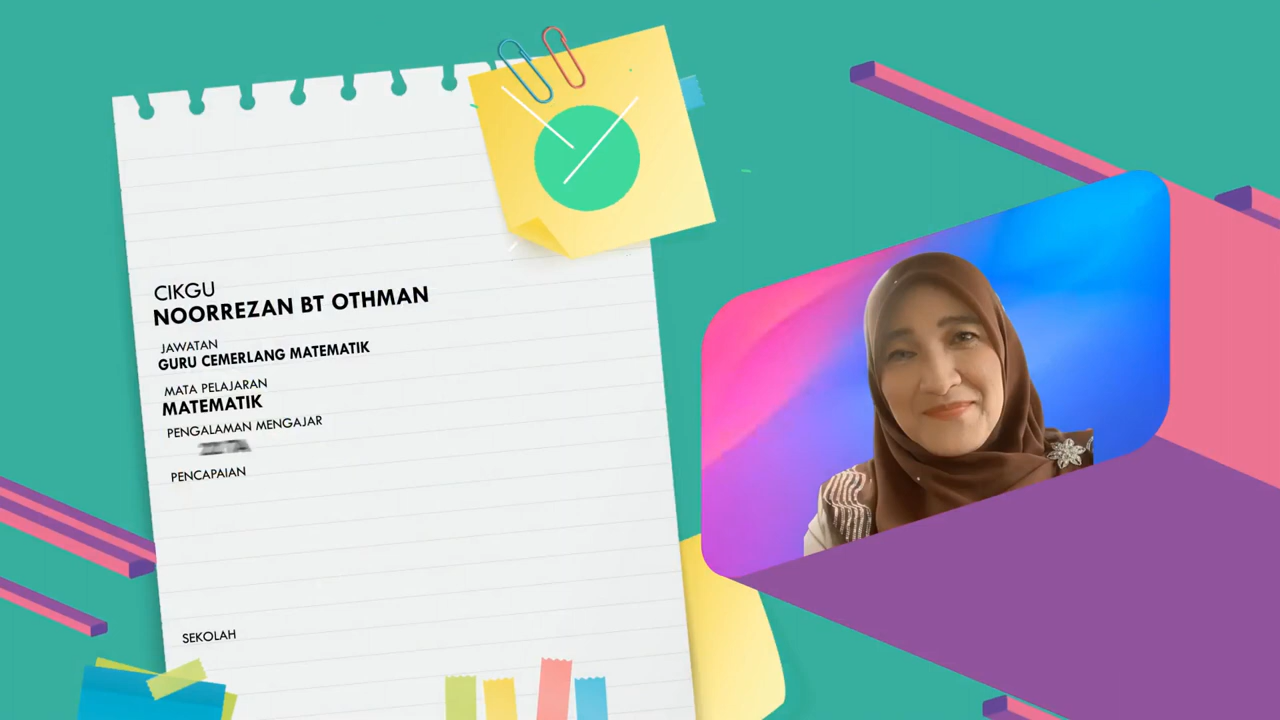 CIKGU
NOORREZAN BT OTHMAN
JAWATAN
GURU CEMERLANG MATEMATIK
MATA PELAJARAN
MATEMATIK
PENGALAMAN MENGAJAR
PENCAPAIAN
SEKOLAH